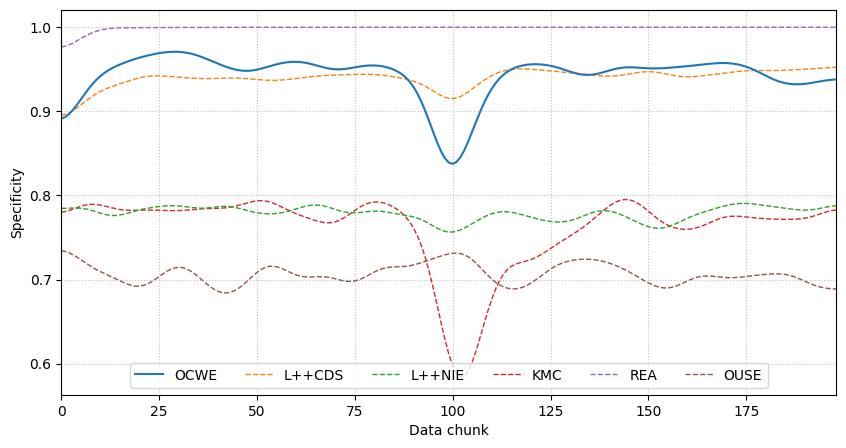 1.0
0.9
0.8
0.7
0.6
Specificity
OCWE L++CDS L++NIE KMC REA OUSE
0 25 50 75 100 125 150 175
Data chunk